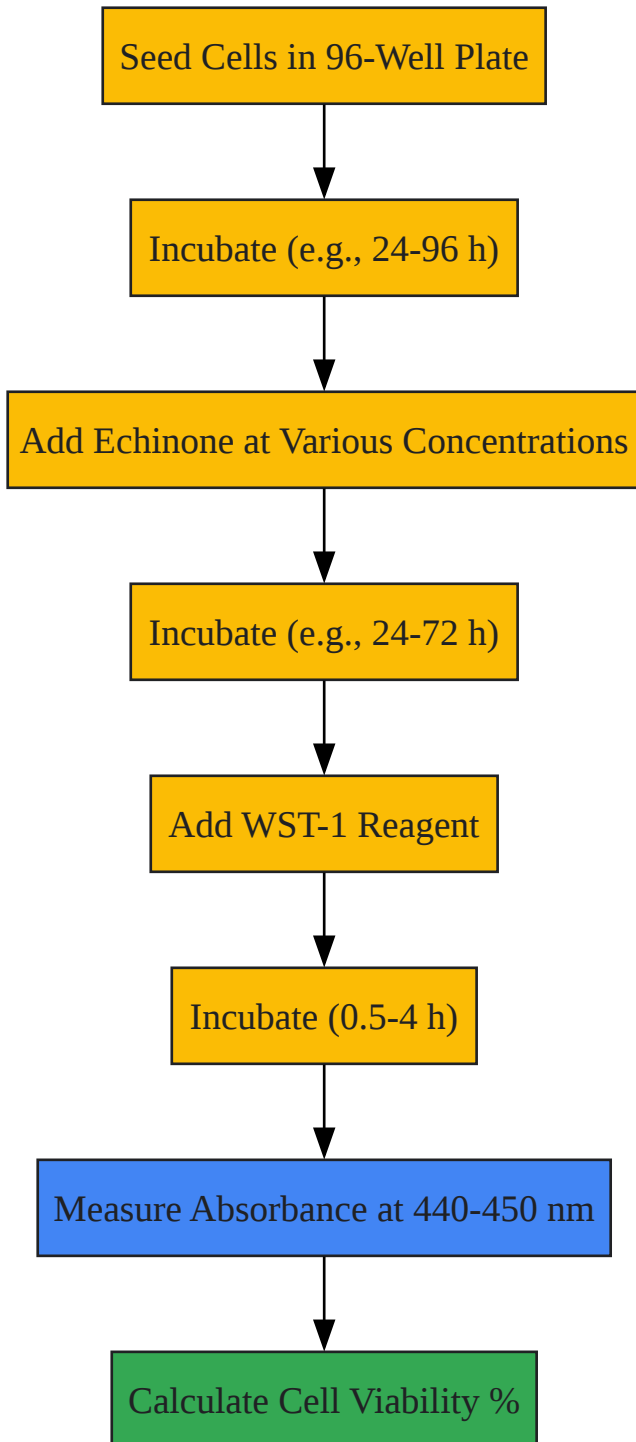 Seed Cells in 96-Well Plate
Incubate (e.g., 24-96 h)
Add Echinone at Various Concentrations
Incubate (e.g., 24-72 h)
Add WST-1 Reagent
Incubate (0.5-4 h)
Measure Absorbance at 440-450 nm
Calculate Cell Viability %